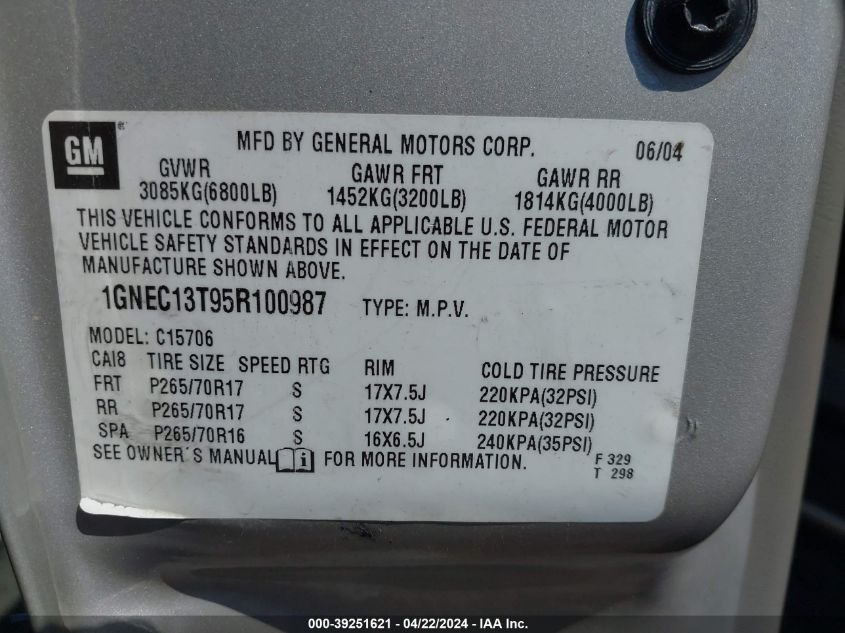 GM ®
MFD BY GENERAL MOTORS CORP. 06/04
GVWR GAWR FRT GAWR RR
3085KG(6800LB) 1452KG(3200LB) 1814KG(4000LB)
THIS VEHICLE CONFORMS TO ALL APPLICABLE U.S. FEDERAL MOTOR
VEHICLE SAFETY STANDARDS IN EFFECT ON THE DATE OF
MANUFACTURE SHOWN ABOVE.
1GNEC13T95R100987 TYPE: M.P.V.
MODEL: C15706
CAI8 TIRE SIZE SPEED RTG RIM COLD TIRE PRESSURE
FRT P265/70R17 S 17X7.5J 220KPA(32PSI)
RR P265/70R17 S 17X7.5J 220KPA(32PSI)
SPA P265/70R16 S 16X6.5J 240KPA(35PSI)
SEE OWNER'S MANUAL i FOR MORE INFORMATION. F 329
T 298
000-39251621 - 04/22/2024 - IAA Inc.